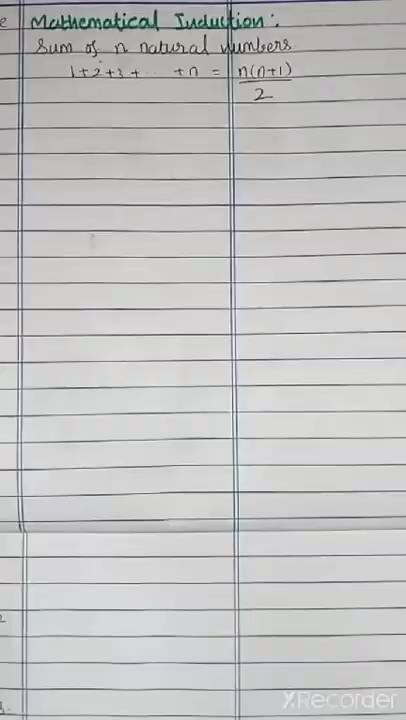 Mathematical Induction:
Sum of n natural numbers
1+2+3+ ... +n = n(n+1)
2
XRecorder